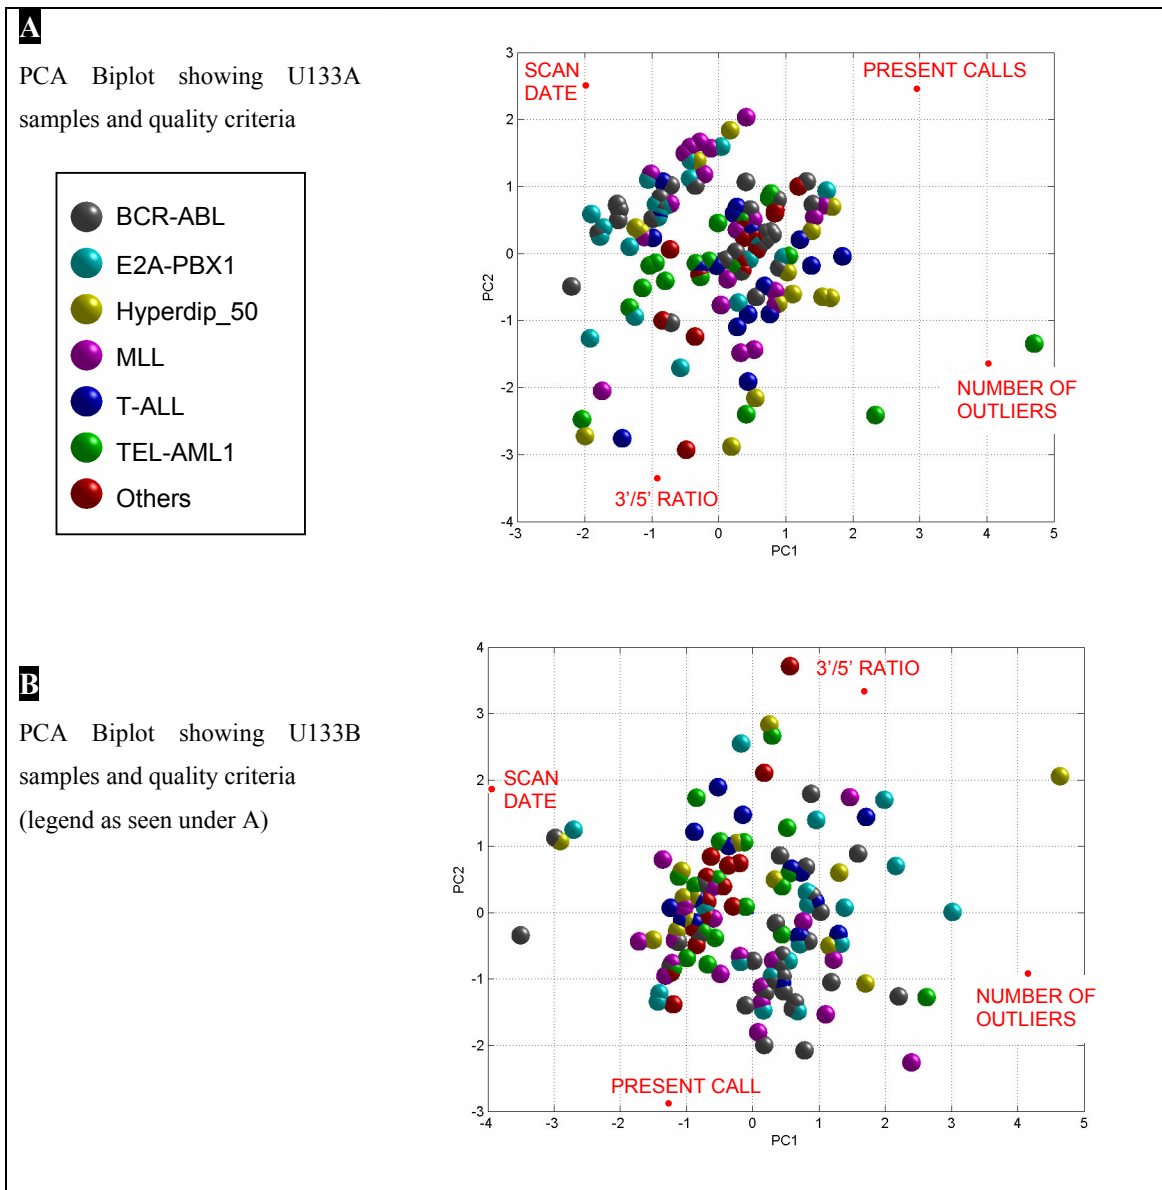 A
PCA Biplot showing U133A
samples and quality criteria
BCR-ABL
E2A-PBX1
Hyperdip_50
MLL
T-ALL
TEL-AML1
Others
SCAN
DATE
PRESENT CALLS
NUMBER OF
OUTLIERS
3'/5' RATIO
3
2
1
0
-1
-2
-3
-4
PC2
-3 -2 -1 0 1 2 3 4 5
PC1
B
PCA Biplot showing U133B
samples and quality criteria
(legend as seen under A)
3'/5' RATIO
SCAN
DATE
NUMBER OF
OUTLIERS
PRESENT CALL
4
3
2
1
0
-1
-2
-3
PC2
-4 -3 -2 -1 0 1 2 3 4 5
PC1